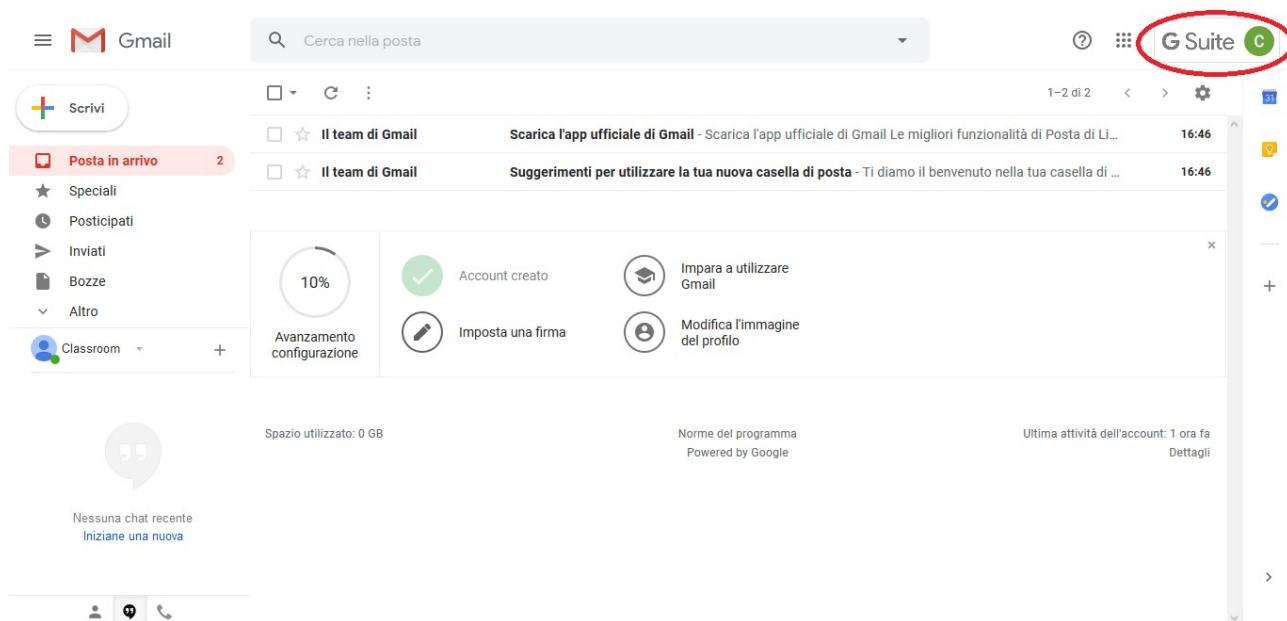 Gmail
Cerca nella posta
G Suite
C
Scrivi
1–2 di 2
31
Il team di Gmail Scarica l'app ufficiale di Gmail - Scarica l'app ufficiale di Gmail Le migliori funzionalità di Posta di Li... 16:46
Posta in arrivo 2
Il team di Gmail Suggerimenti per utilizzare la tua nuova casella di posta - Ti diamo il benvenuto nella tua casella di ... 16:46
Speciali
Posticipati
Inviati
Bozze
Altro
Classroom
10%
Avanzamento
configurazione
Account creato
Impara a utilizzare
Gmail
Imposta una firma
Modifica l'immagine
del profilo
Spazio utilizzato: 0 GB
Norme del programma
Powered by Google
Ultima attività dell'account: 1 ora fa
Dettagli
Nessuna chat recente
Iniziane una nuova